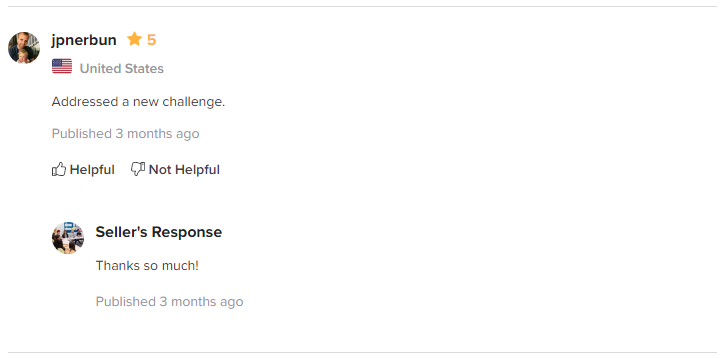 jpnerbun 5
United States
Addressed a new challenge.
Published 3 months ago
Helpful Not Helpful
Seller's Response
Thanks so much!
Published 3 months ago